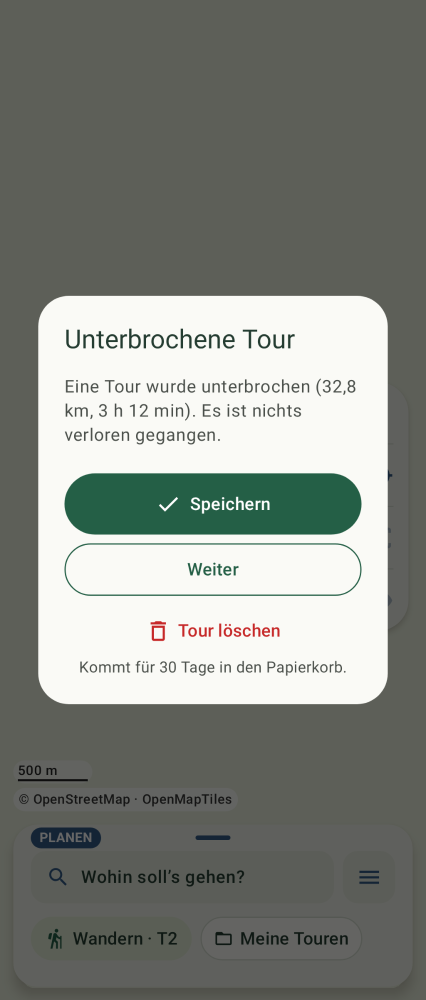 Unterbrochene Tour
Eine Tour wurde unterbrochen (32,8
km, 3 h 12 min). Es ist nichts
verloren gegangen.
Speichern
Weiter
Tour löschen
Kommt für 30 Tage in den Papierkorb.
500 m
© OpenStreetMap · OpenMapTiles
PLANEN
Wohin soll's gehen?
Wandern · T2
Meine Touren